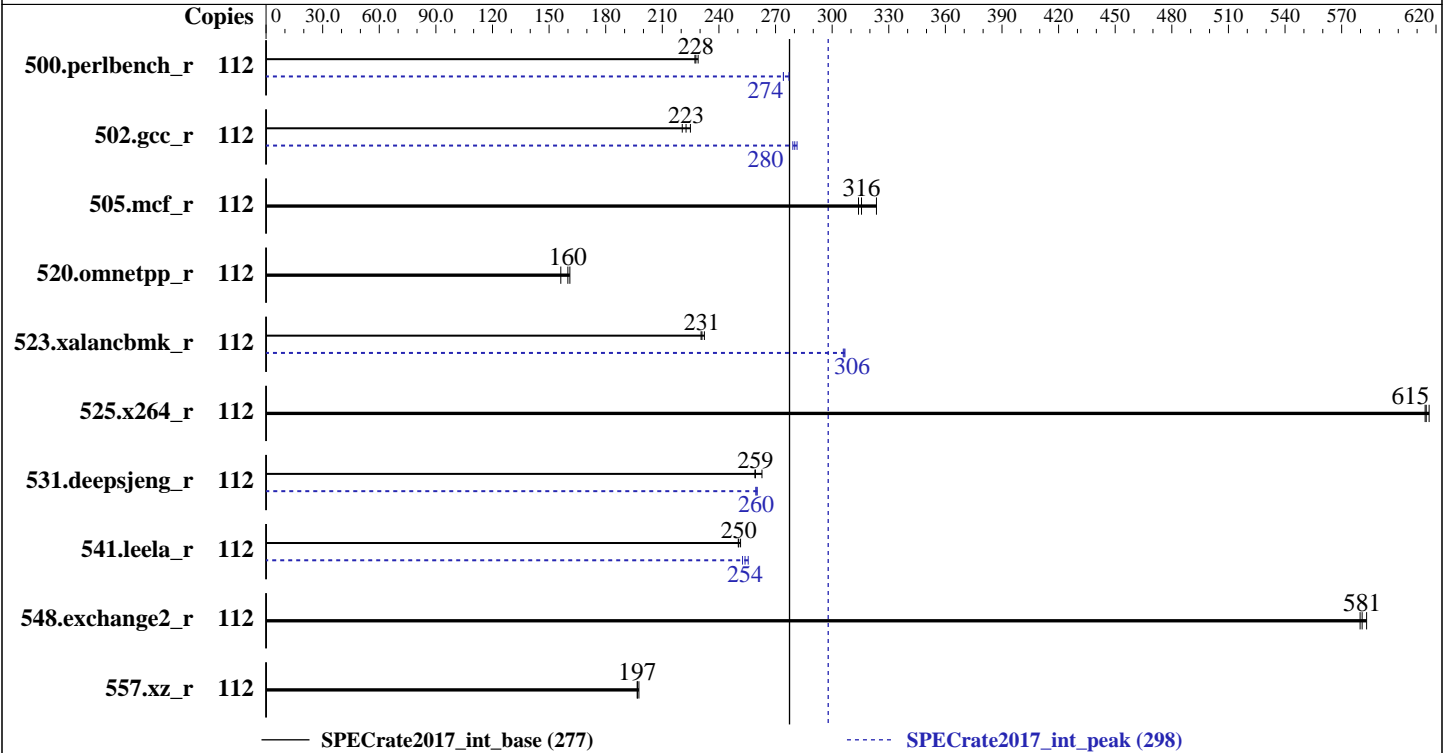 Copies 0 30.0 60.0 90.0 120 150 180 210 240 270 300 330 360 390 420 450 480 510 540 570 620
228
500.perlbench_r 112
274
223
502.gcc_r 112
280
316
505.mcf_r 112
160
520.omnetpp_r 112
231
523.xalancbmk_r 112
306
615
525.x264_r 112
259
531.deepsjeng_r 112
260
250
541.leela_r 112
254
581
548.exchange2_r 112
197
557.xz_r 112
SPECrate2017_int_base (277) SPECrate2017_int_peak (298)